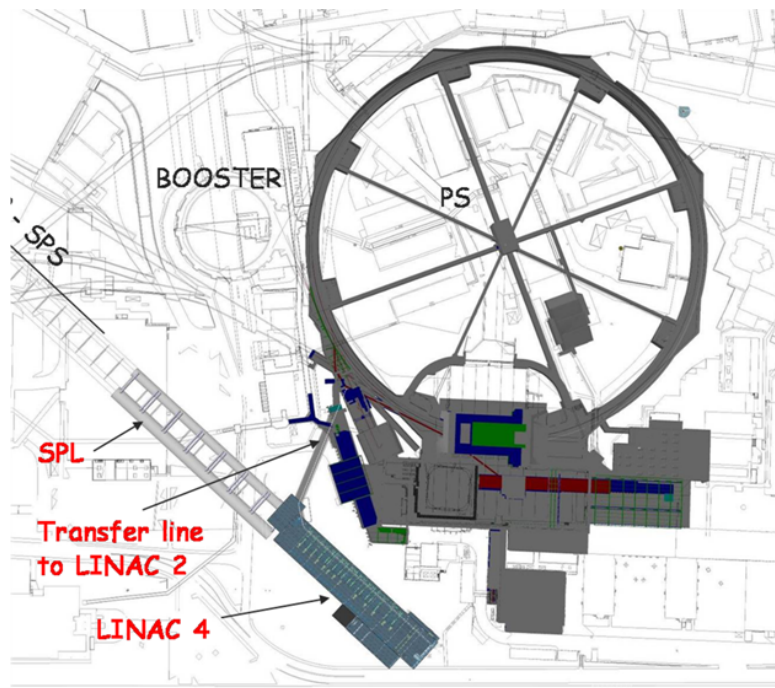 BOOSTER
PS
- SPS
SPL
Transfer line
to LINAC 2
LINAC 4